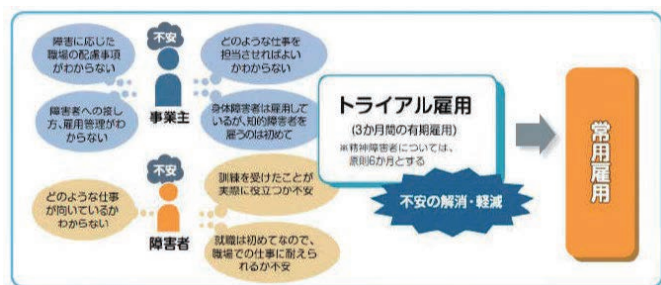 不安
障害に応じた
職場の配慮事項
がわからない
どのような仕事を
担当させればよい
かわからない
障害者への接し
方、雇用管理がわ
からない
事業主
身体障害者は雇用して
いるが、知的障害者を
雇うのは初めて
不安
どのような仕事
が向いているか
わからない
障害者
訓練を受けたことが
実際に役立つか不安
就職は初めてなので、
職場での仕事に耐えら
れるか不安
トライアル雇用
(3か月間の有期雇用)
※精神障害者については、
原則6か月とする
不安の解消・軽減
常用雇用